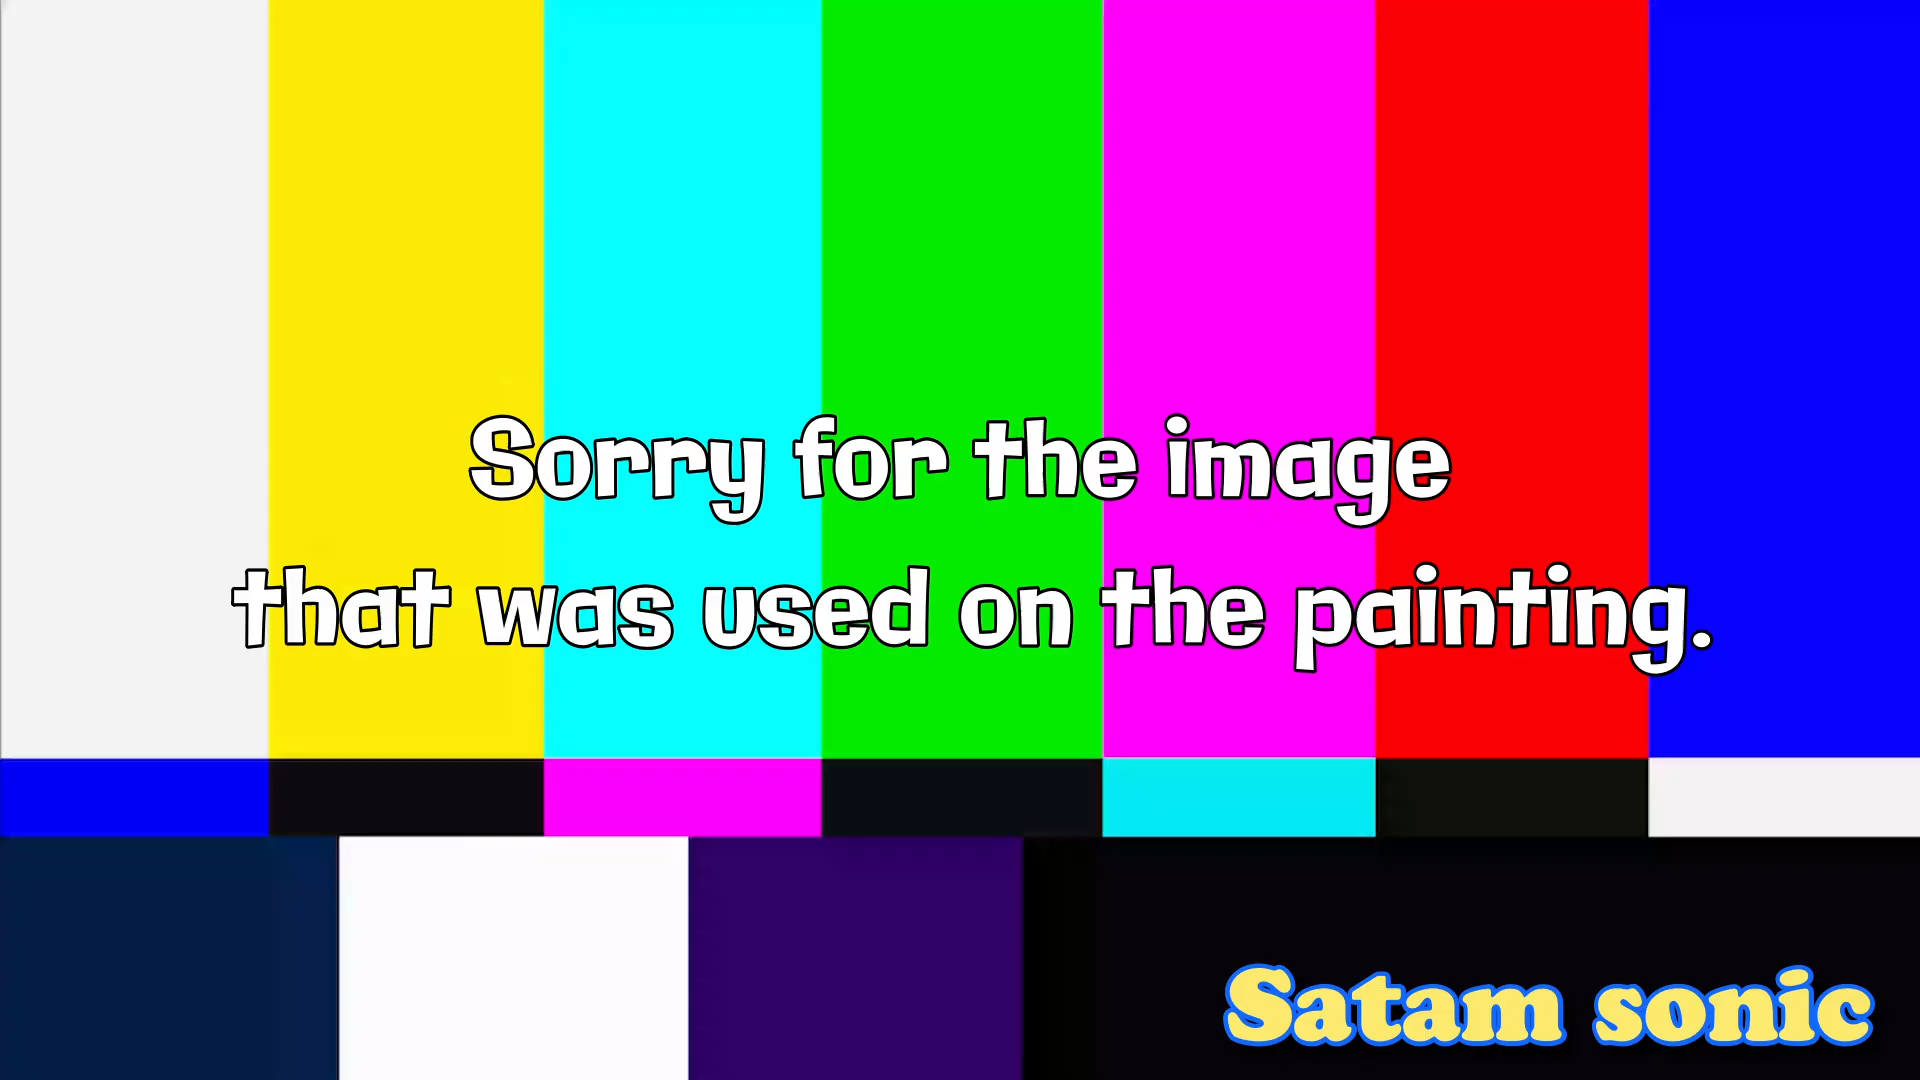 Sorry for the image
that was used on the painting.
Satam sonic